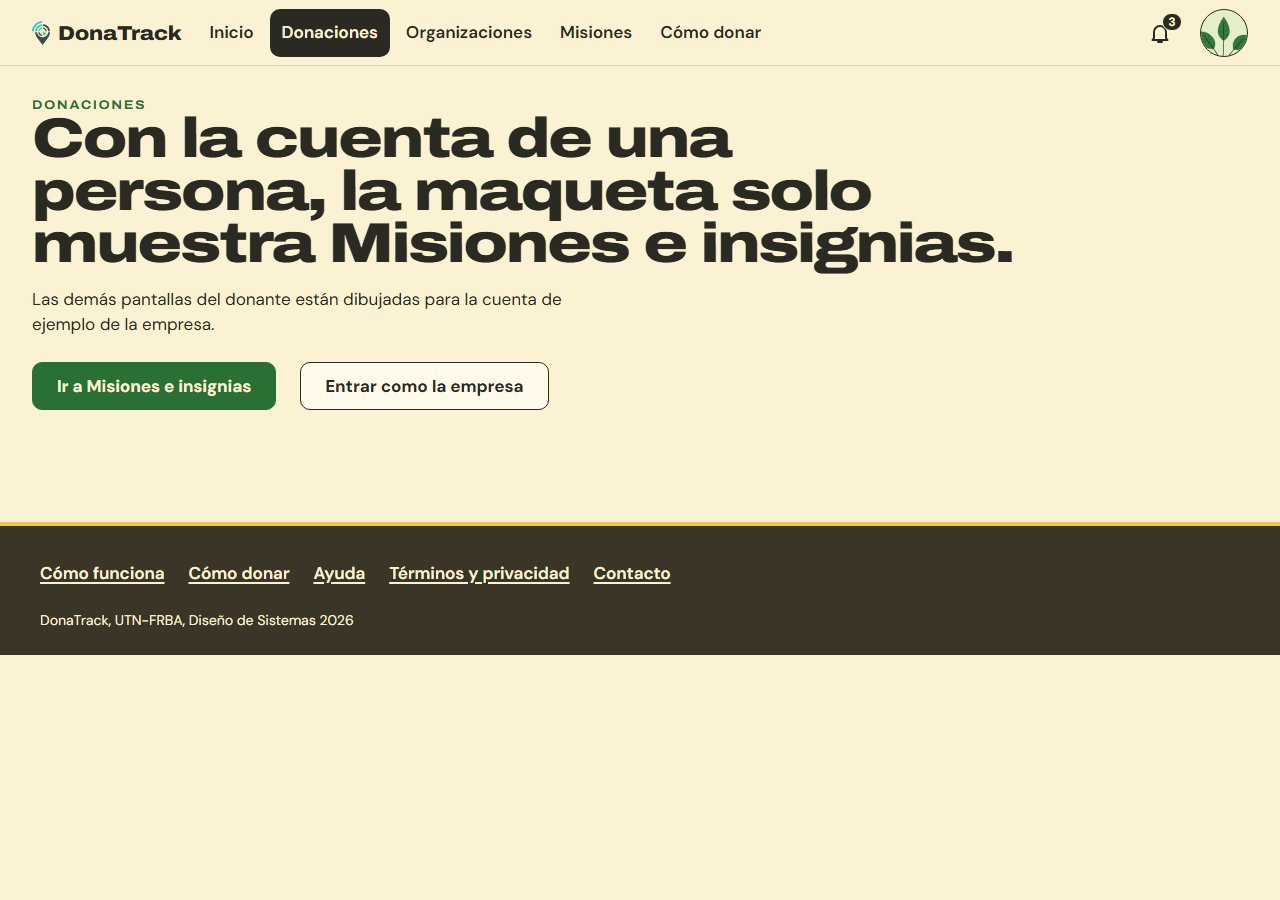 DonaTrack
Inicio
Donaciones
Organizaciones
Misiones
Cómo donar
3
DONACIONES
Con la cuenta de una
persona, la maqueta solo
muestra Misiones e insignias.
Las demás pantallas del donante están dibujadas para la cuenta de
ejemplo de la empresa.
Ir a Misiones e insignias
Entrar como la empresa
Cómo funciona
Cómo donar
Ayuda
Términos y privacidad
Contacto
DonaTrack, UTN-FRBA, Diseño de Sistemas 2026